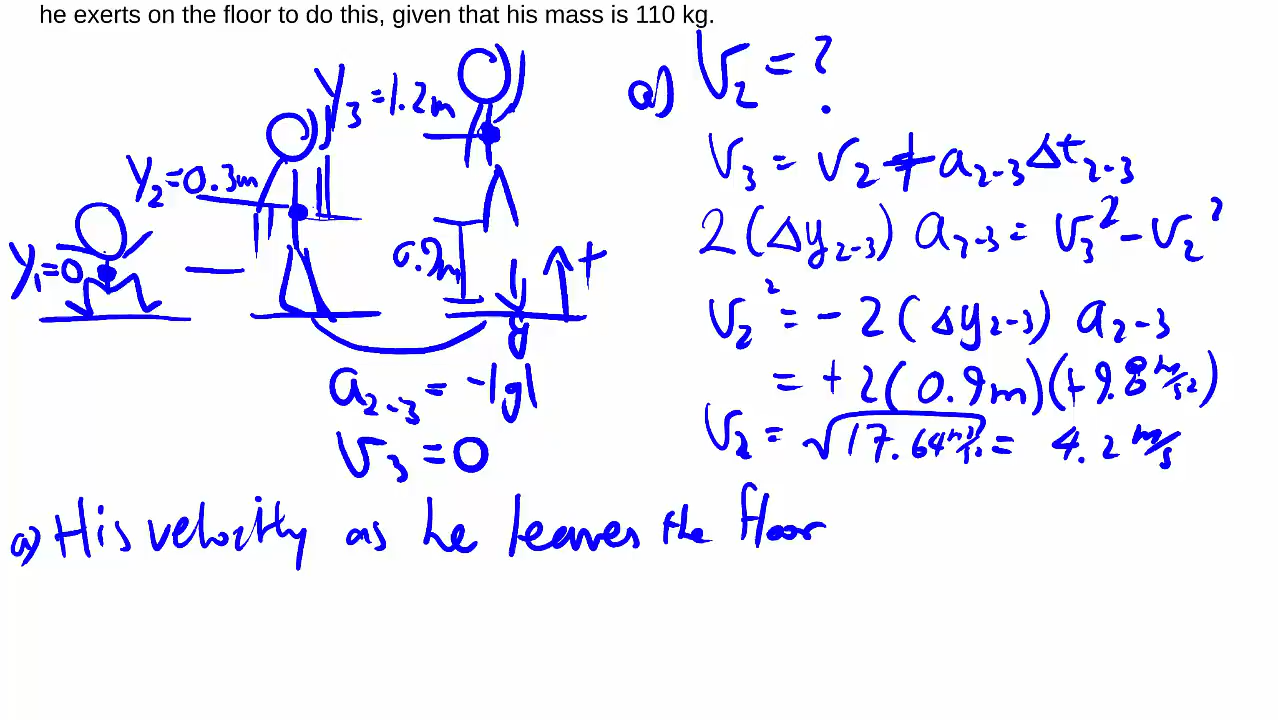 he exerts on the floor to do this, given that his mass is 110 kg.
y₃=1.2m
y₂=0.3m
y₁=0
0.9m
+
g
a₂₋₃ = -|g|
v₃ = 0
a) v₂ = ?
v₃ = v₂ + a₂₋₃ Δt₂₋₃
2(Δy₂₋₃) a₂₋₃ = v₃² - v₂²
v₂² = - 2(Δy₂₋₃) a₂₋₃
= + 2(0.9m)(+9.8 m/s²)
v₂ = √17.64 m²/s² = 4.2 m/s
a) His velocity as he leaves the floor